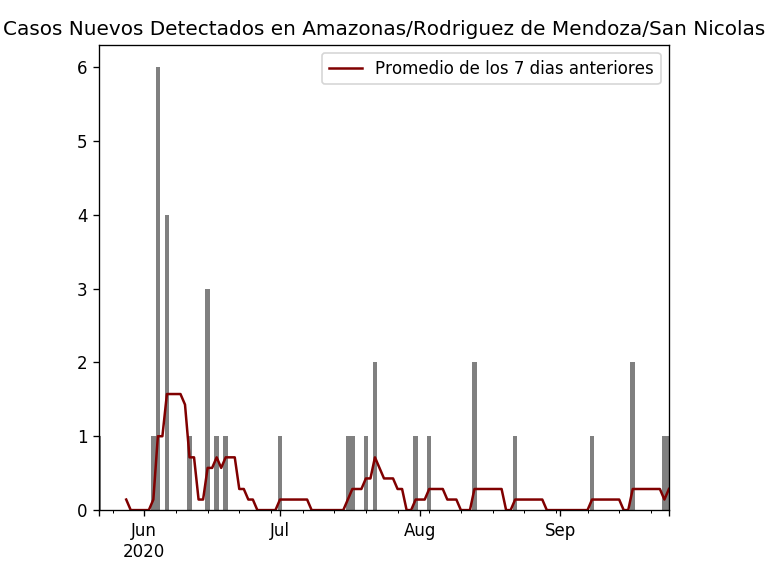 Casos Nuevos Detectados en Amazonas/Rodriguez de Mendoza/San Nicolas
Promedio de los 7 dias anteriores
6
5
4
3
2
1
0
Jun Jul Aug Sep
2020